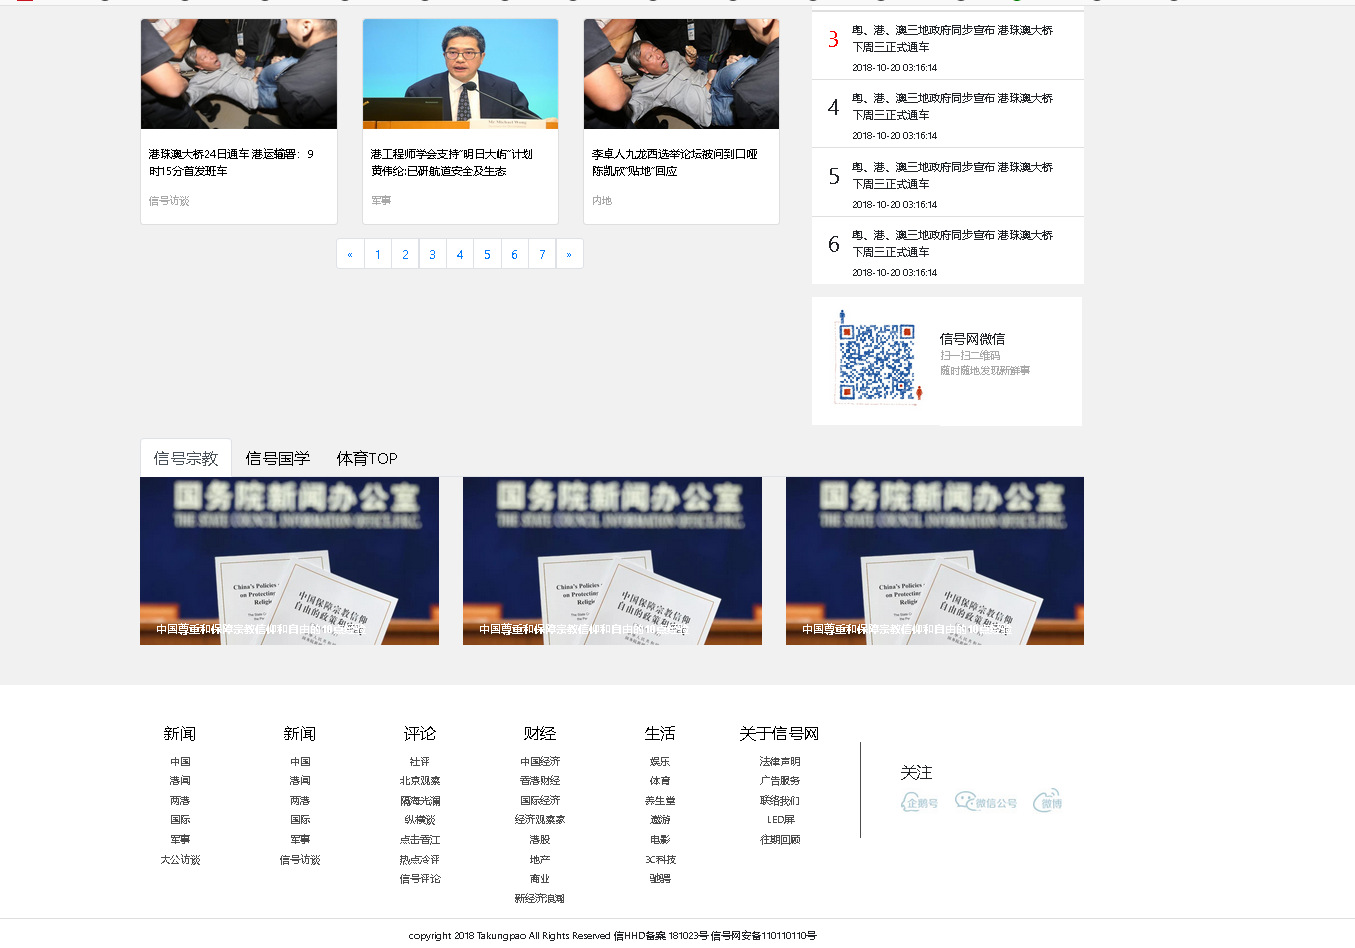 港珠澳大桥24日通车 港运输署：9
时15分首发班车
信号访谈
港工程师学会支持"明日大屿"计划
黄伟纶:已研航道安全及生态
军事
李卓人九龙西选举论坛被问到口哑
陈凯欣"贴地"回应
内地
« 1 2 3 4 5 6 7 »
3
粤、港、澳三地政府同步宣布 港珠澳大桥
下周三正式通车
2018-10-20 03:16:14
4
粤、港、澳三地政府同步宣布 港珠澳大桥
下周三正式通车
2018-10-20 03:16:14
5
粤、港、澳三地政府同步宣布 港珠澳大桥
下周三正式通车
2018-10-20 03:16:14
6
粤、港、澳三地政府同步宣布 港珠澳大桥
下周三正式通车
2018-10-20 03:16:14
信号网微信
扫一扫二维码
随时随地发现新鲜事
信号宗教 信号国学 体育TOP
国务院新闻办公室
THE STATE COUNCIL INFORMATION OFFICE, P.R.C.
China's Policies
on Protecting
Religi
中国保障宗教信仰
自由的政策和
中国尊重和保障宗教信仰和自由的
国务院新闻办公室
THE STATE COUNCIL INFORMATION OFFICE, P.R.C.
China's Policies
on Protecting
Religi
中国保障宗教信仰
自由的政策和
中国尊重和保障宗教信仰和自由的
国务院新闻办公室
THE STATE COUNCIL INFORMATION OFFICE, P.R.C.
China's Policies
on Protecting
Religi
中国保障宗教信仰
自由的政策和
中国尊重和保障宗教信仰和自由的
新闻
中国
港闻
两岸
国际
军事
大公访谈
新闻
中国
港闻
两岸
国际
军事
信号访谈
评论
社评
北京观察
隔海光澜
纵横谈
点击香江
热点冷评
信号评论
财经
中国经济
香港财经
国际经济
经济观察家
港股
地产
商业
新经济浪潮
生活
娱乐
体育
养生堂
遨游
电影
3C科技
驰骋
关于信号网
法律声明
广告服务
联络我们
LED屏
往期回顾
关注
企鹅号 微信公号 微博
copyright 2018 Takungpao All Rights Reserved 信HHD备案 181023号 信号网安备110110110号